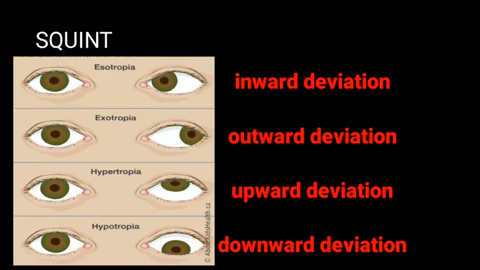 SQUINT
Esotropia
inward deviation
Exotropia
outward deviation
Hypertropia
upward deviation
Hypotropia
downward deviation